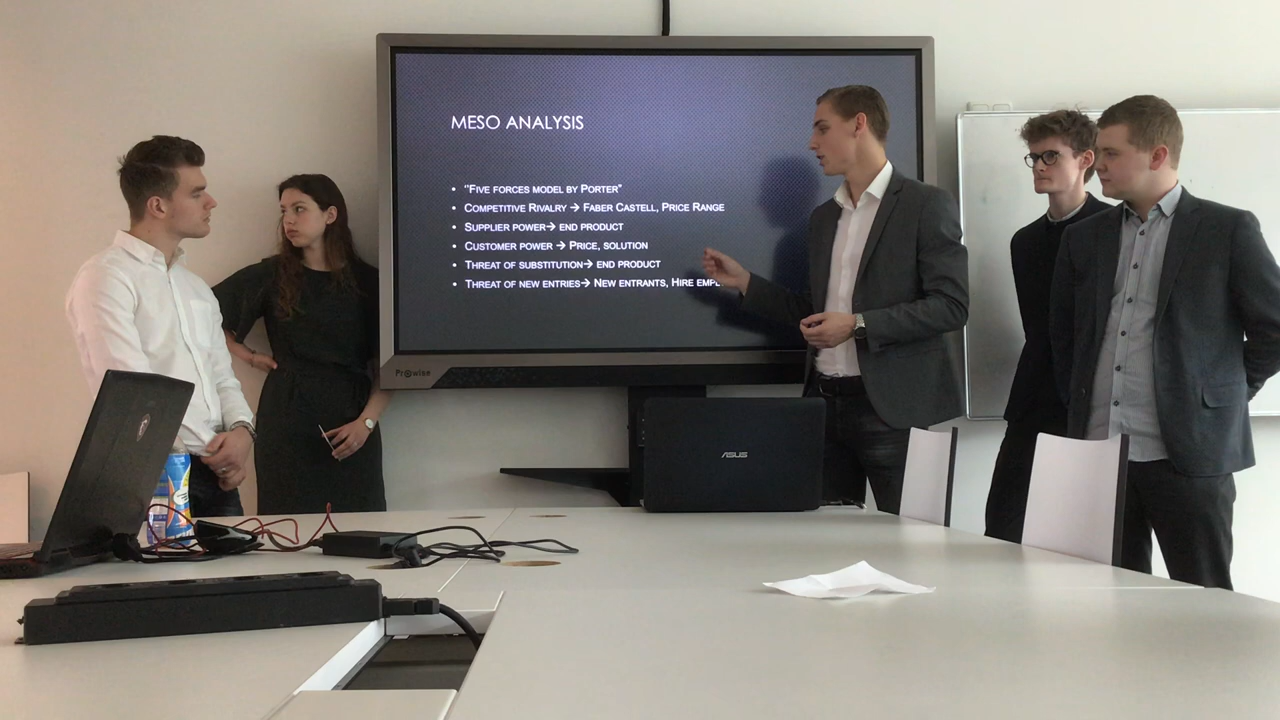 MESO ANALYSIS
• "FIVE FORCES MODEL BY PORTER"
• COMPETITIVE RIVALRY → FABER CASTELL, PRICE RANGE
• SUPPLIER POWER→ END PRODUCT
• CUSTOMER POWER → PRICE, SOLUTION
• THREAT OF SUBSTITUTION→ END PRODUCT
• THREAT OF NEW ENTRIES→ NEW ENTRANTS, HIRE
Prowise
ASUS